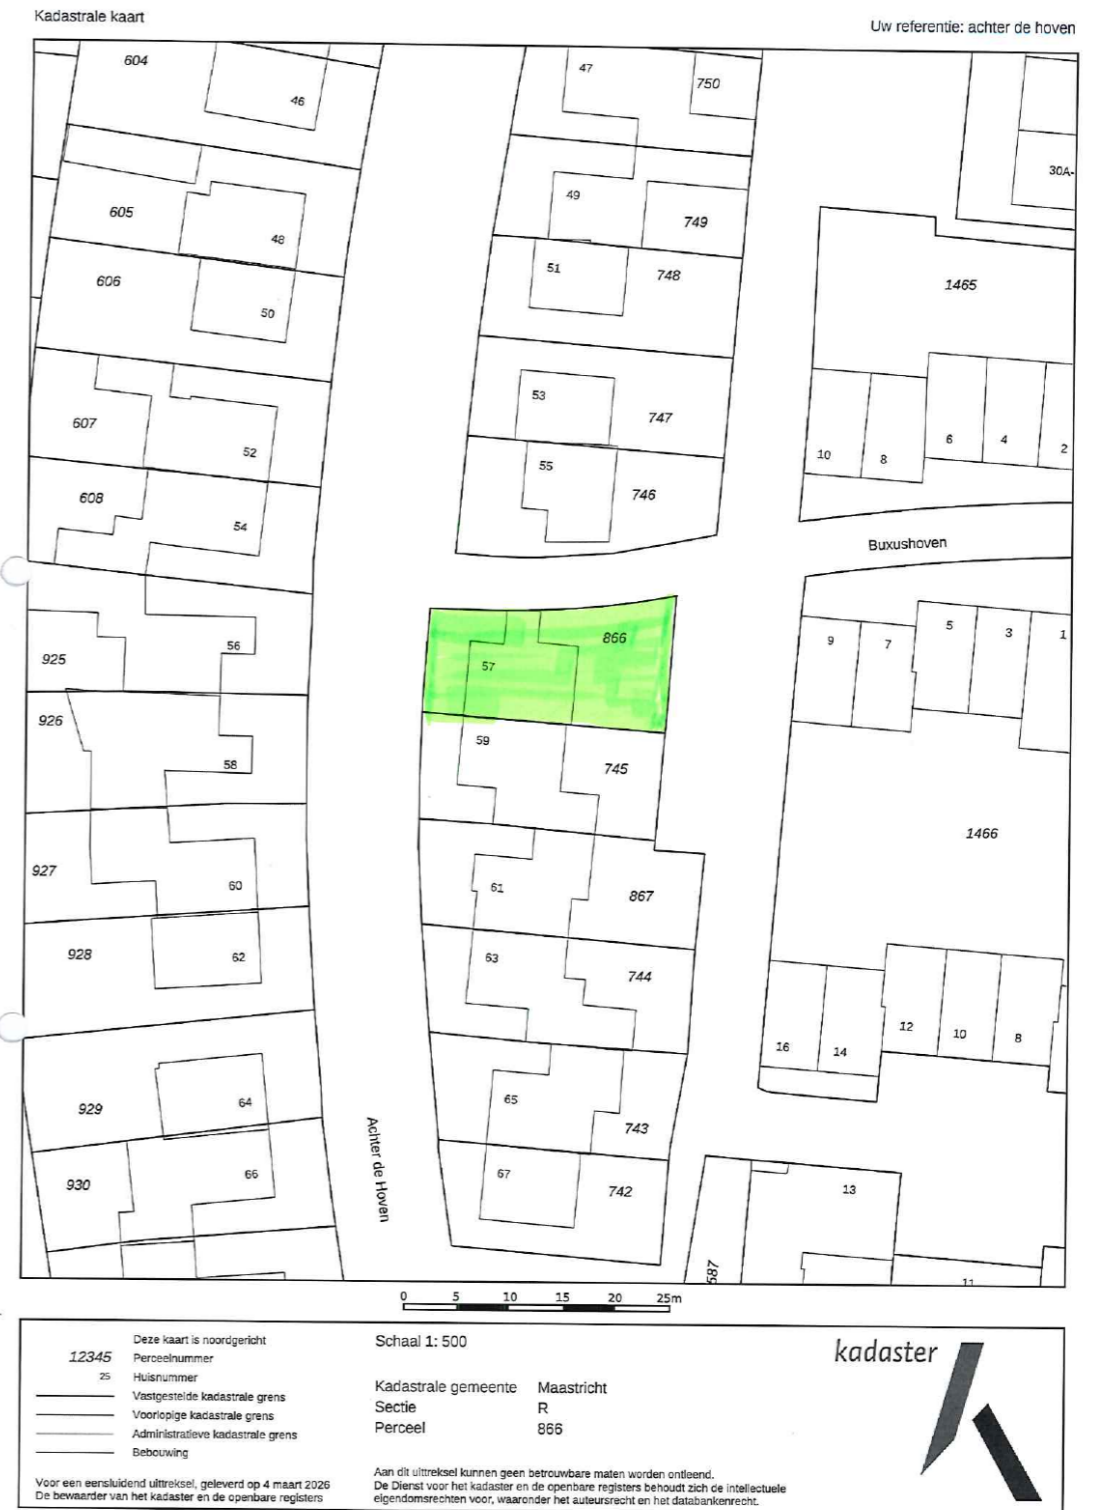 Kadastrale kaart
Uw referentie: achter de hoven
604
46
47
750
30A-
605
48
49
749
606
50
51
748
1465
607
52
53
747
10
8
6
4
2
608
54
55
746
Buxushoven
925
56
57
866
9
7
5
3
1
926
58
59
745
927
60
61
867
1466
928
62
63
744
16
14
12
10
8
929
64
65
743
Achter de Hoven
930
66
67
742
13
587
11
0 5 10 15 20 25m
Deze kaart is noordgericht
12345 Perceelnummer
25 Huisnummer
Vastgestelde kadastrale grens
Voorlopige kadastrale grens
Administratieve kadastrale grens
Bebouwing
Voor een eensluidend uittreksel, geleverd op 4 maart 2026
De bewaarder van het kadaster en de openbare registers
Schaal 1: 500
Kadastrale gemeente Maastricht
Sectie R
Perceel 866
Aan dit uittreksel kunnen geen betrouwbare maten worden ontleend.
De Dienst voor het kadaster en de openbare registers behoudt zich de intellectuele
eigendomsrechten voor, waaronder het auteursrecht en het databankenrecht.
kadaster